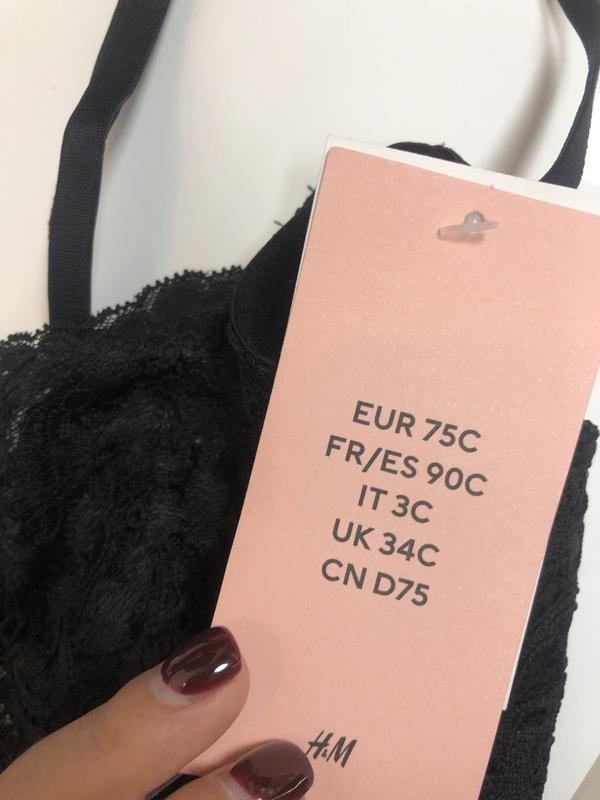 EUR 75C
FR/ES 90C
IT 3C
UK 34C
CN D75
H&M